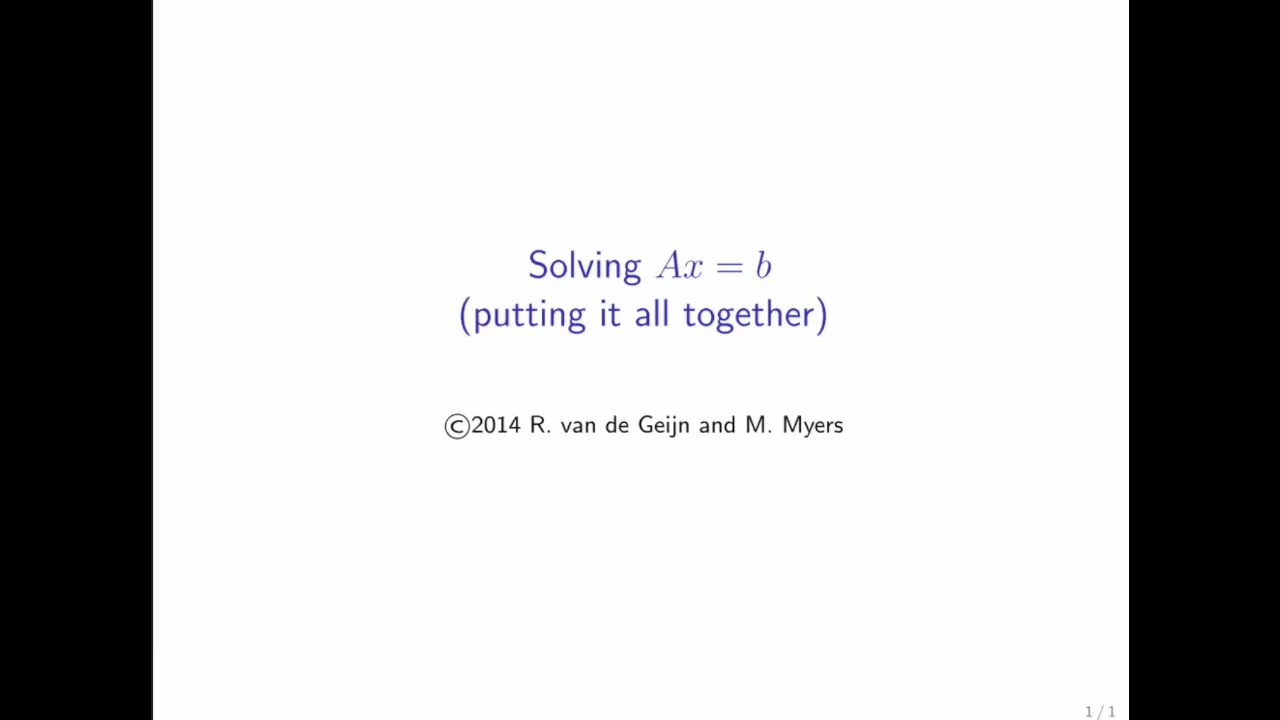 Solving Ax = b
(putting it all together)
©2014 R. van de Geijn and M. Myers
1 / 1